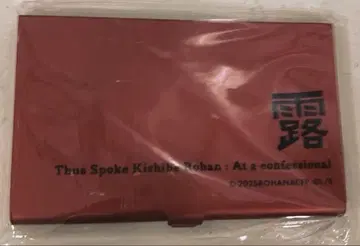 露
Thus Spoke Kishibe Rohan : At a confessional